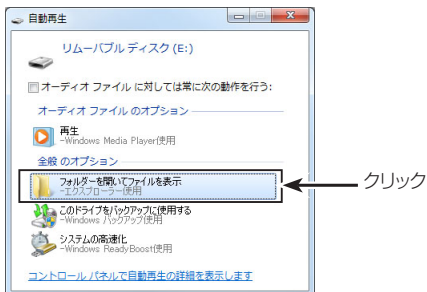 自動再生
リムーバブル ディスク (E:)
オーディオ ファイル に対しては常に次の動作を行う:
オーディオ ファイル のオプション
再生
-Windows Media Player使用
全般 のオプション
フォルダーを開いてファイルを表示
-エクスプローラー使用
クリック
このドライブをバックアップに使用する
-Windows バックアップ使用
システムの高速化
-Windows ReadyBoost使用
コントロール パネルで自動再生の詳細を表示します